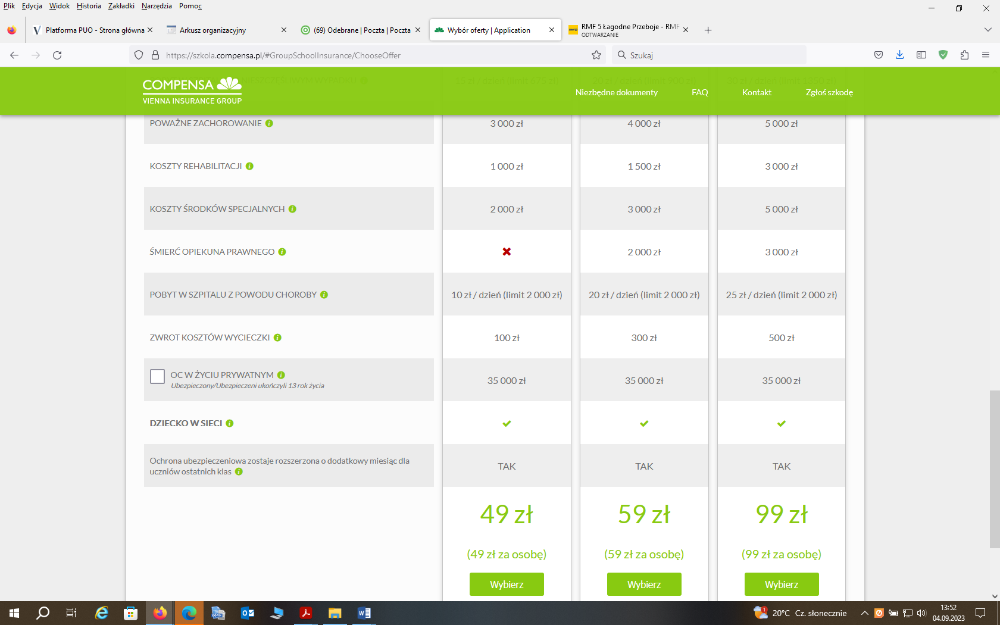 Plik Edycja Widok Historia Zakładki Narzędzia Pomoc
Platforma PUO - Strona główna
Arkusz organizacyjny
(69) Odebrane | Poczta | Poczta
Wybór oferty | Application
RMF 5 Łagodne Przeboje - RMF
ODTWARZANIE
https://szkola.compensa.pl/#GroupSchoolInsurance/ChooseOffer
Szukaj
15 zł / dzień (limit 675 zł) 20 zł / dzień (limit 900 zł) 30 zł / dzień (limit 1350 zł)
COMPENSA
VIENNA INSURANCE GROUP
Niezbędne dokumenty FAQ Kontakt Zgłoś szkodę
POWAŻNE ZACHOROWANIE 3 000 zł 4 000 zł 5 000 zł
KOSZTY REHABILITACJI 1 000 zł 1 500 zł 3 000 zł
KOSZTY ŚRODKÓW SPECJALNYCH 2 000 zł 3 000 zł 5 000 zł
ŚMIERĆ OPIEKUNA PRAWNEGO 2 000 zł 3 000 zł
POBYT W SZPITALU Z POWODU CHOROBY 10 zł / dzień (limit 2 000 zł) 20 zł / dzień (limit 2 000 zł) 25 zł / dzień (limit 2 000 zł)
ZWROT KOSZTÓW WYCIECZKI 100 zł 300 zł 500 zł
OC W ŻYCIU PRYWATNYM 35 000 zł 35 000 zł 35 000 zł
Ubezpieczony/Ubezpieczeni ukończyli 13 rok życia
DZIECKO W SIECI
Ochrona ubezpieczeniowa zostaje rozszerzona o dodatkowy miesiąc dla
uczniów ostatnich klas
TAK TAK TAK
49 zł 59 zł 99 zł
(49 zł za osobę) (59 zł za osobę) (99 zł za osobę)
Wybierz Wybierz Wybierz
20°C Cz. słonecznie
13:52
04.09.2023